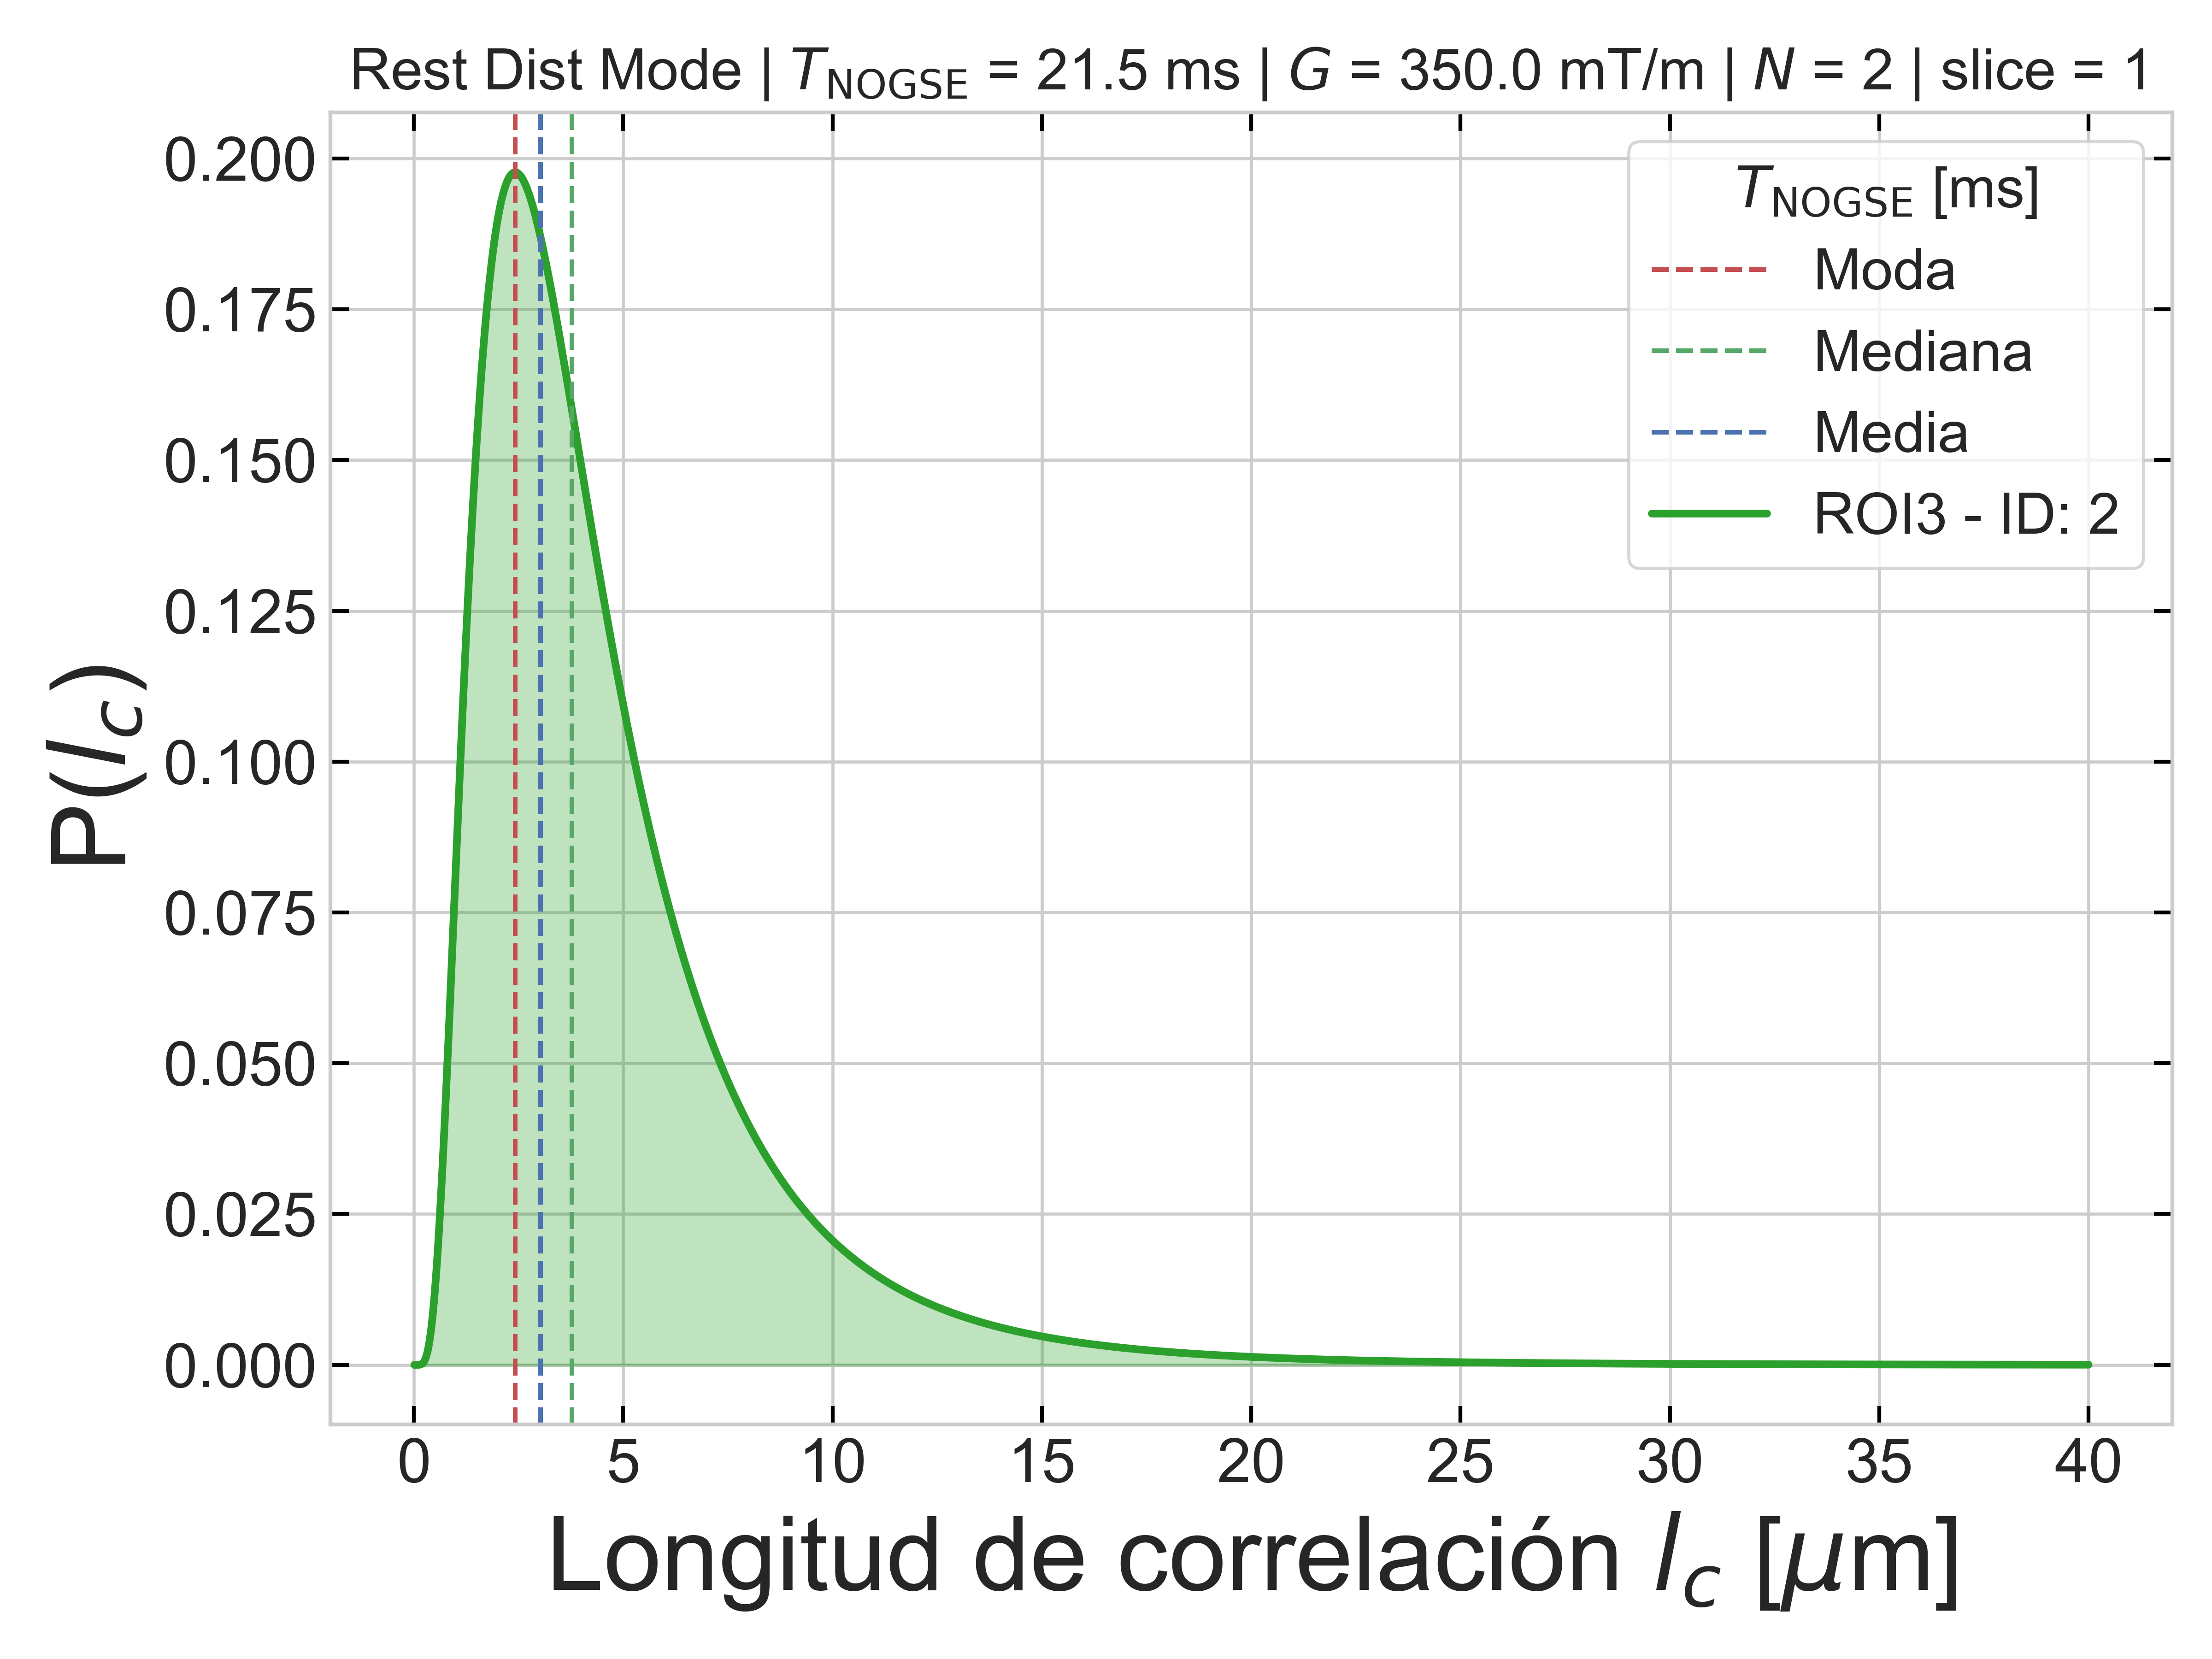 Rest Dist Mode | T_NOGSE = 21.5 ms | G = 350.0 mT/m | N = 2 | slice = 1
P(l_c)
0.200
0.175
0.150
0.125
0.100
0.075
0.050
0.025
0.000
T_NOGSE [ms]
Moda
Mediana
Media
ROI3 - ID: 2
0 5 10 15 20 25 30 35 40
Longitud de correlación l_c [μm]